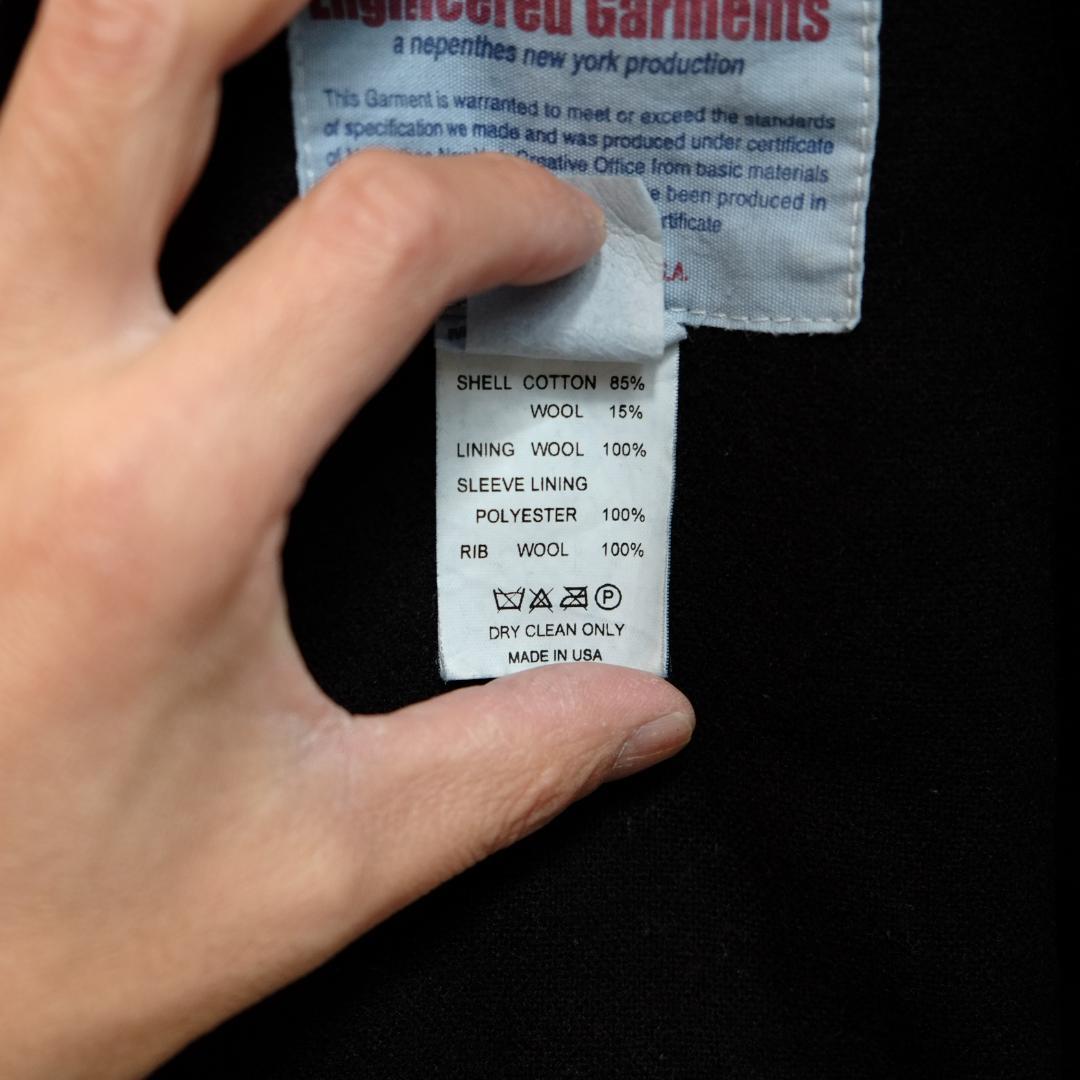 Engineered Garments
a nepenthes new york production
This Garment is warranted to meet or exceed the standards
of specification we made and was produced under certificate
of Creative Office from basic materials
been produced in
U.S.A.
SHELL COTTON 85%
WOOL 15%
LINING WOOL 100%
SLEEVE LINING
POLYESTER 100%
RIB WOOL 100%
P
DRY CLEAN ONLY
MADE IN USA